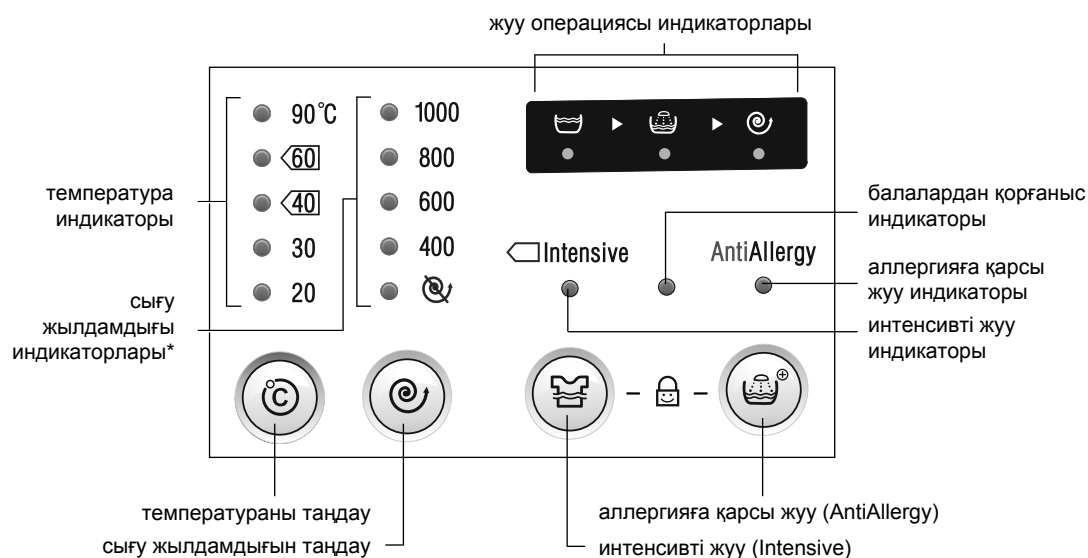 жуу операциясы индикаторлары
90°C
60
40
30
20
1000
800
600
400
температура
индикаторы
сығу
жылдамдығы
индикаторлары*
Intensive
AntiAllergy
балалардан қорғаныс
индикаторы
аллергияға қарсы
жуу индикаторы
интенсивті жуу
индикаторы
°C
температураны таңдау
сығу жылдамдығын таңдау
аллергияға қарсы жуу (AntiAllergy)
интенсивті жуу (Intensive)